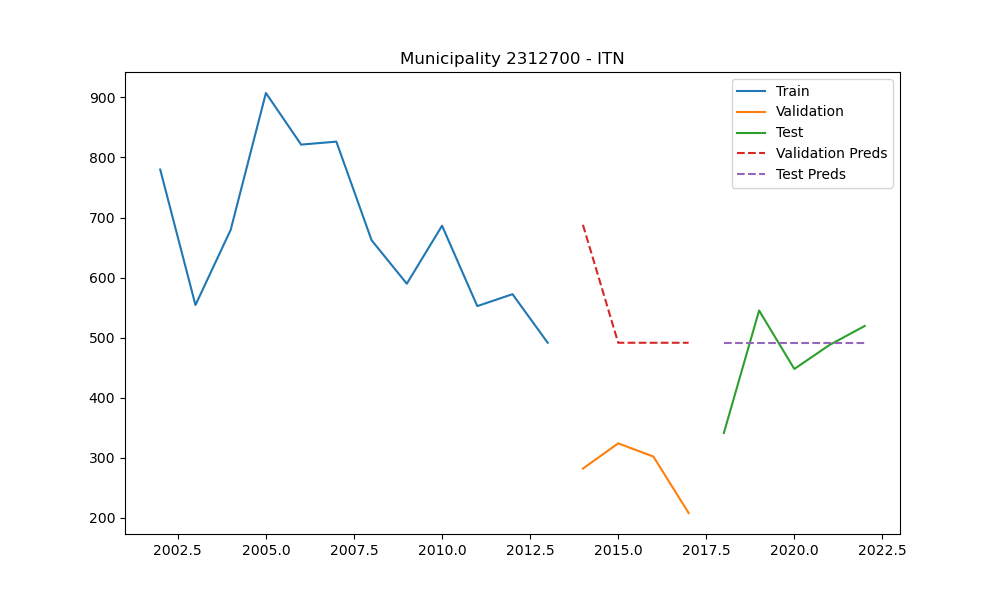 Municipality 2312700 - ITN
Train
Validation
Test
Validation Preds
Test Preds
900
800
700
600
500
400
300
200
2002.5 2005.0 2007.5 2010.0 2012.5 2015.0 2017.5 2020.0 2022.5